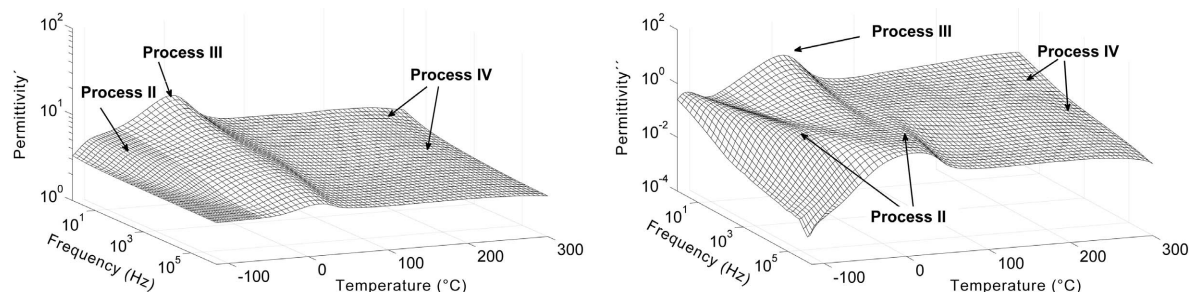 10²
Process III
Permittivity´
Process II
Process IV
10¹
10⁰
10¹
10³
10⁵
Frequency (Hz)
-100
0
100
200
300
Temperature (°C)
10²
Process III
10⁰
Process IV
Permittivity´´
10⁻²
10⁻⁴
Process II
10¹
10³
10⁵
Frequency (Hz)
-100
0
100
200
300
Temperature (°C)